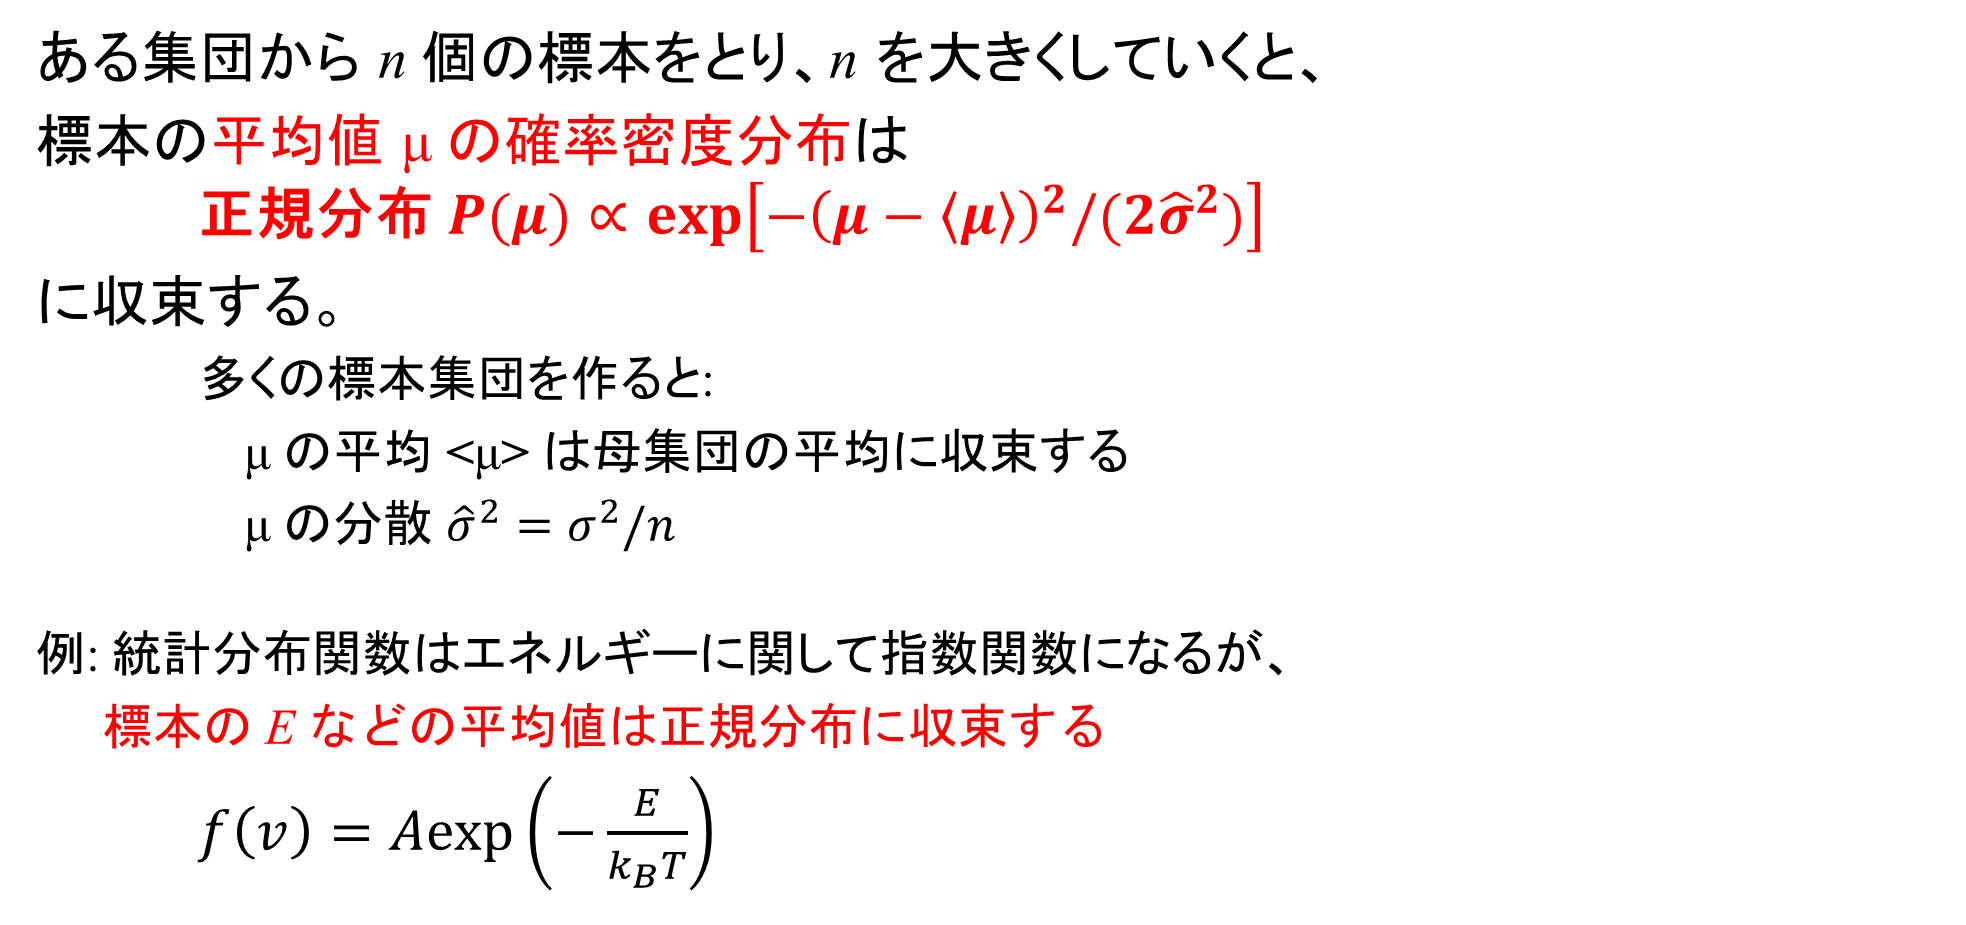 ある集団から n 個の標本をとり、n を大きくしていくと、
標本の平均値 μ の確率密度分布は
正規分布 P(μ) ∝ exp[−(μ − ⟨μ⟩)²/(2σ̂²)]
に収束する。
多くの標本集団を作ると:
μ の平均 <μ> は母集団の平均に収束する
μ の分散 σ̂² = σ²/n
例: 統計分布関数はエネルギーに関して指数関数になるが、
標本の E などの平均値は正規分布に収束する
f(v) = Aexp(−E/(k_BT))